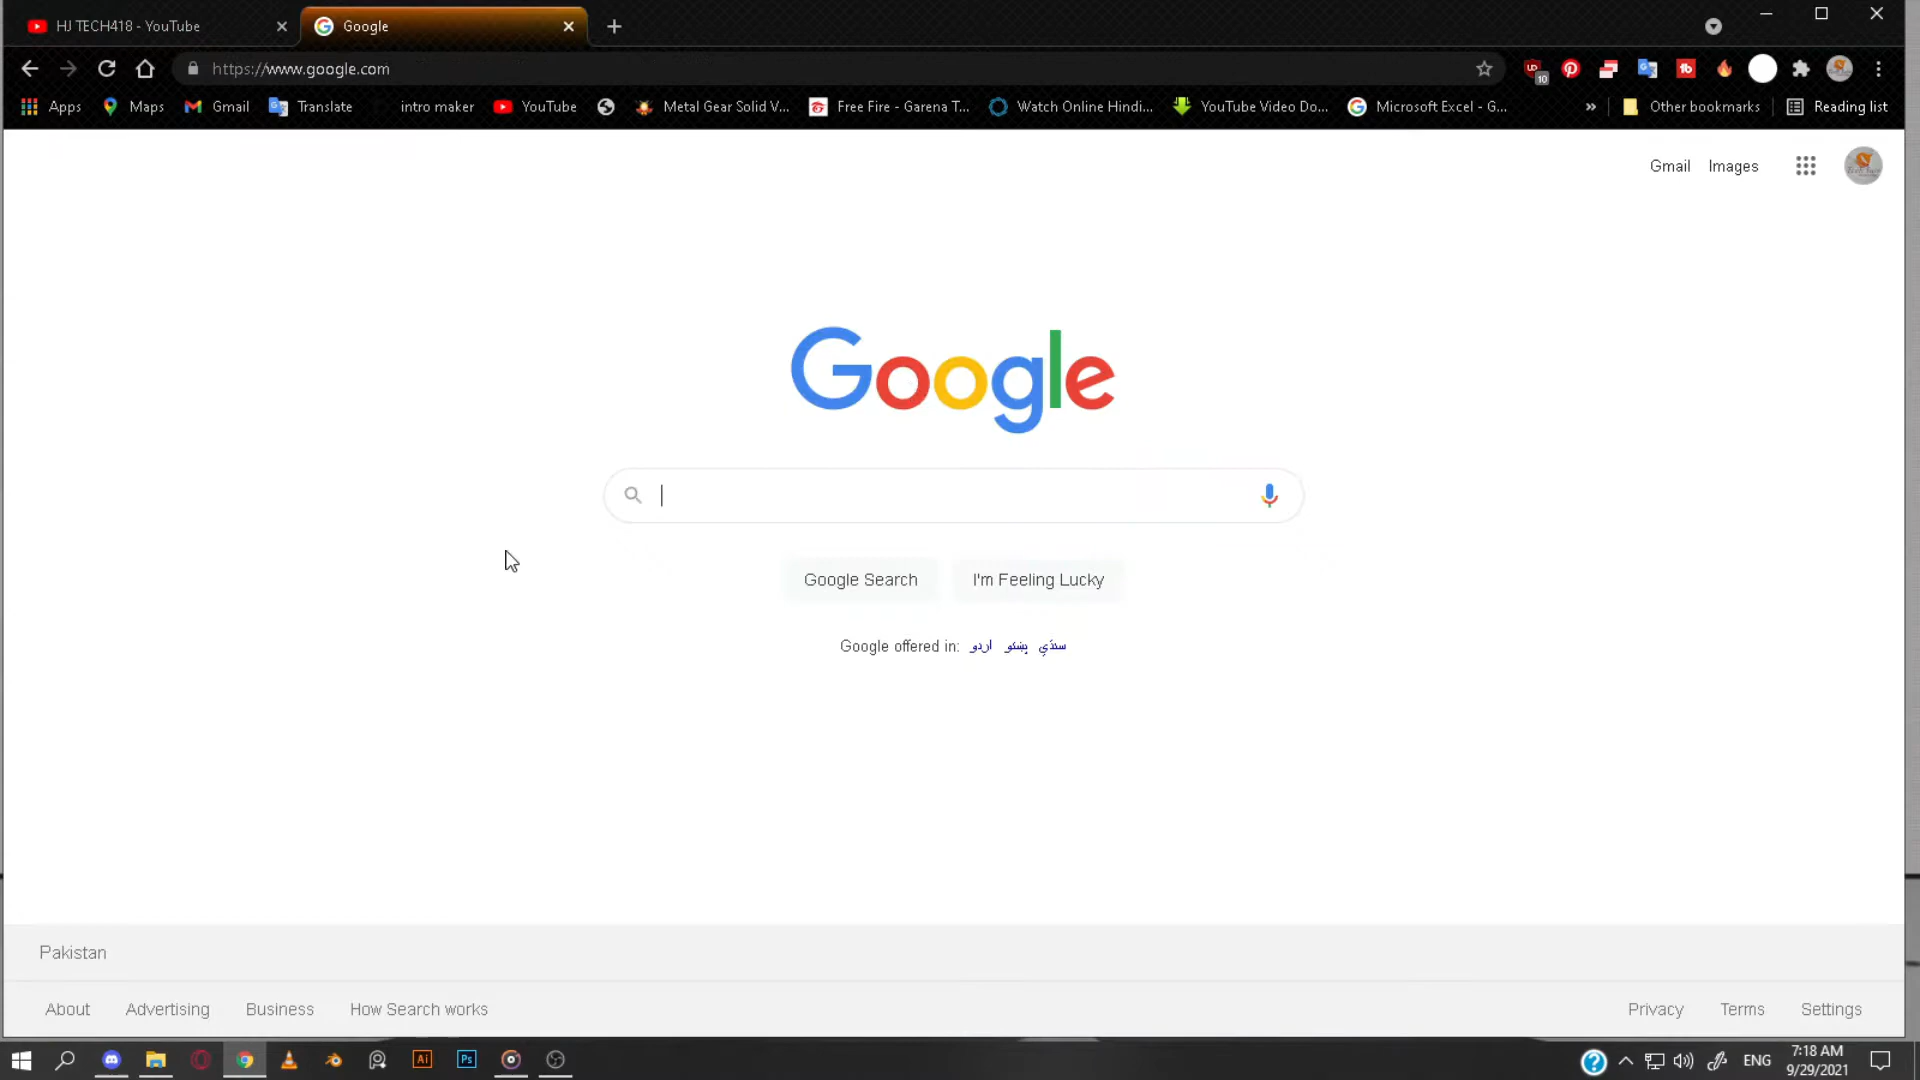 HJ TECH418 - YouTube
Google
https://www.google.com
10
Apps
Maps
Gmail
Translate
intro maker
YouTube
Metal Gear Solid V...
Free Fire - Garena T...
Watch Online Hindi...
YouTube Video Do...
Microsoft Excel - G...
»
Other bookmarks
Reading list
Gmail
Images
Google
Google Search
I'm Feeling Lucky
Google offered in: اردو پښتو سنڌي
Pakistan
About
Advertising
Business
How Search works
Privacy
Terms
Settings
Ai
Ps
ENG
7:18 AM
9/29/2021